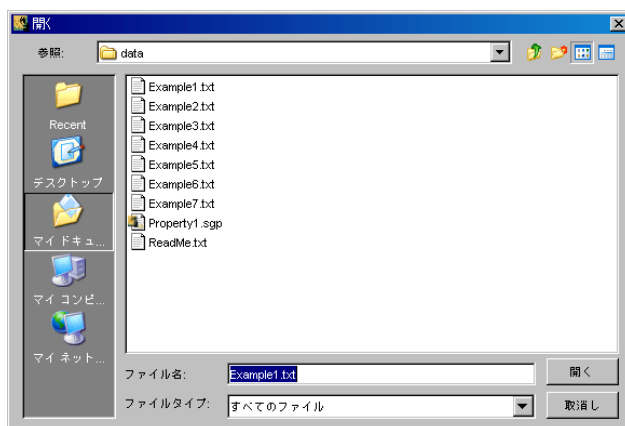 開く
参照: data
Recent
デスクトップ
マイ ドキュ...
マイ コンピ...
マイ ネット...
Example1.txt
Example2.txt
Example3.txt
Example4.txt
Example5.txt
Example6.txt
Example7.txt
Property1.sgp
ReadMe.txt
ファイル名: Example1.txt 開く
ファイルタイプ: すべてのファイル 取消し